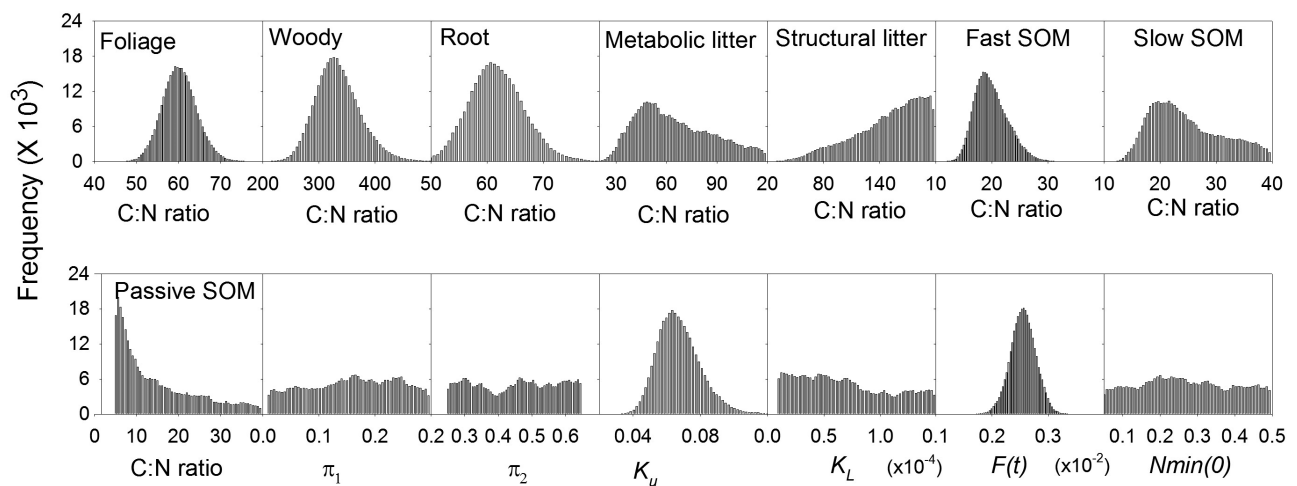 24
18
12
6
0
Frequency (X 10³)
Foliage
Woody
Root
Metabolic litter
Structural litter
Fast SOM
Slow SOM
40 60 200 300 400 50 60 70 30 60 90 20 80 140 10 20 30 10 20 30 40
C:N ratio C:N ratio C:N ratio C:N ratio C:N ratio C:N ratio C:N ratio
24
18
12
6
0
Passive SOM
0 10 20 30 0.0 0.1 0.2 0.2 0.3 0.4 0.5 0.6 0.04 0.08 0.0 0.5 1.0 0.1 0.2 0.3 0.1 0.2 0.3 0.4 0.5
C:N ratio π₁ π₂ Kᵤ K_L (x10⁻⁴) F(t) (x10⁻²) Nmin(0)